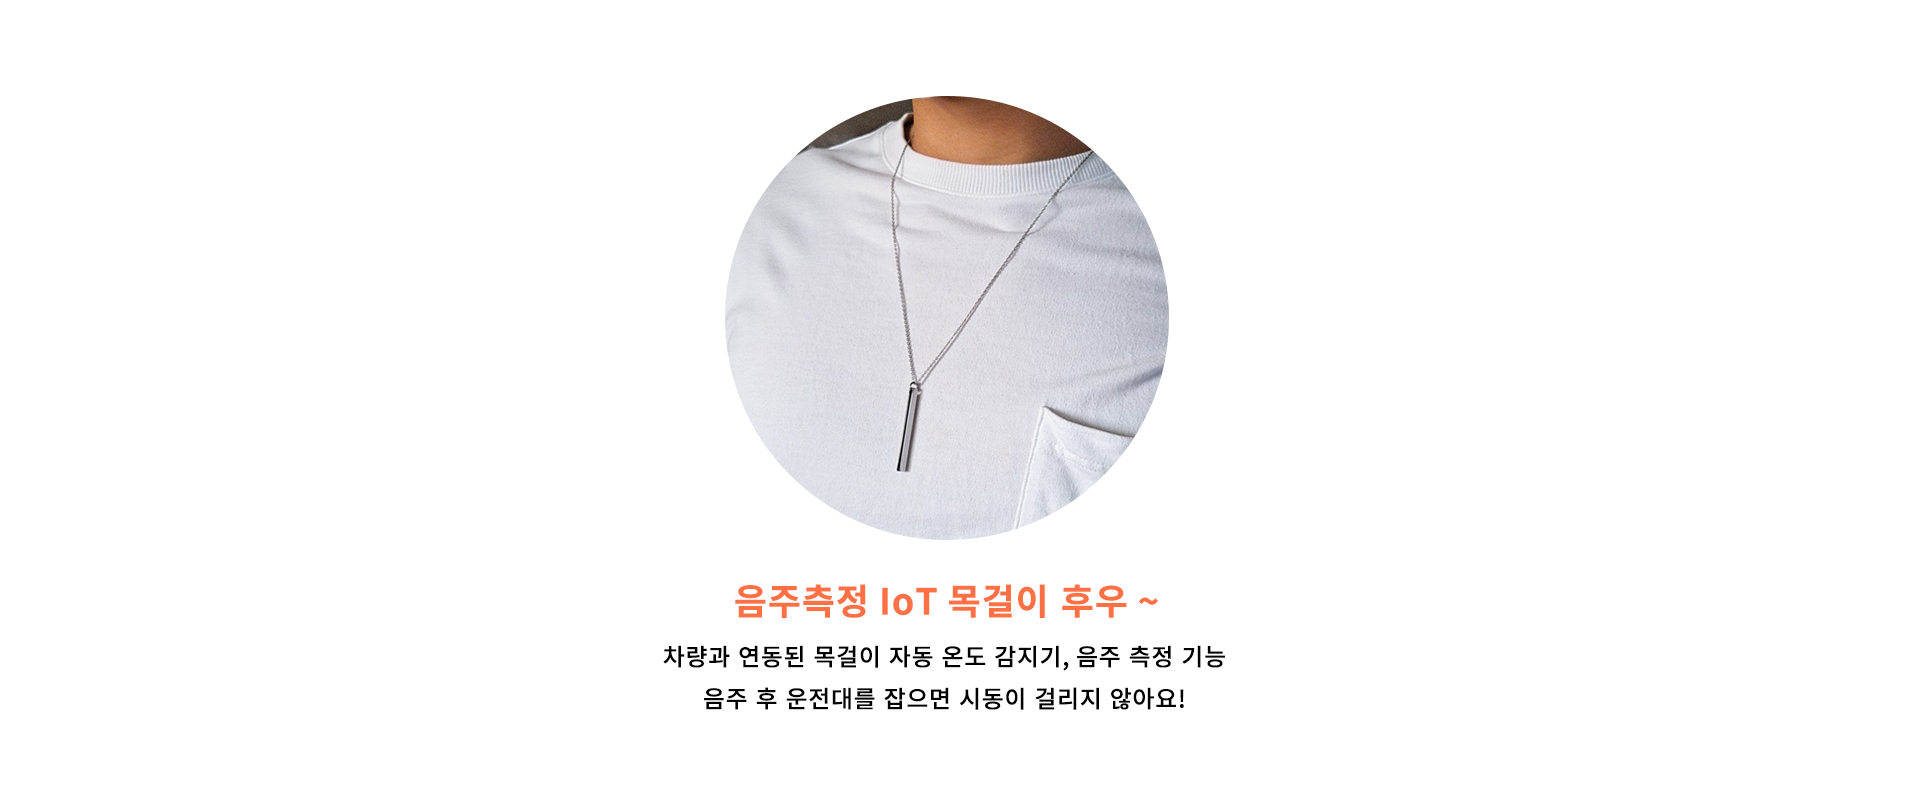 음주측정 IoT 목걸이 후우 ~
차량과 연동된 목걸이 자동 온도 감지기, 음주 측정 기능
음주 후 운전대를 잡으면 시동이 걸리지 않아요!